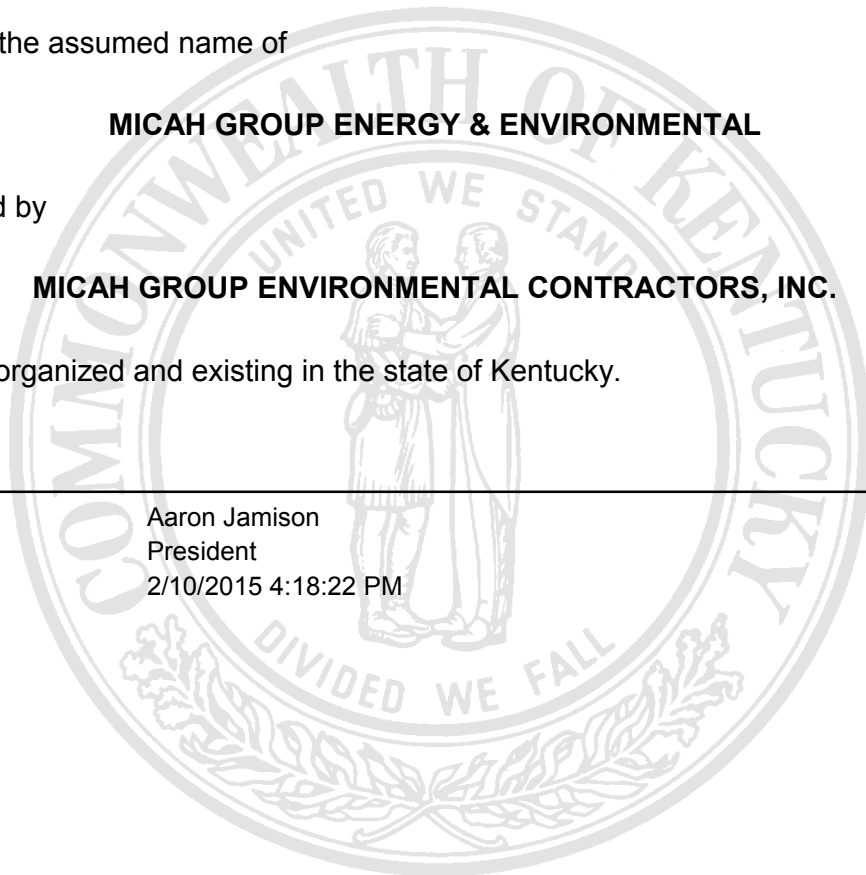 the assumed name of
MICAH GROUP ENERGY & ENVIRONMENTAL
d by
MICAH GROUP ENVIRONMENTAL CONTRACTORS, INC.
organized and existing in the state of Kentucky.
Aaron Jamison
President
2/10/2015 4:18:22 PM
COMMONWEALTH OF KENTUCKY
UNITED WE STAND
DIVIDED WE FALL